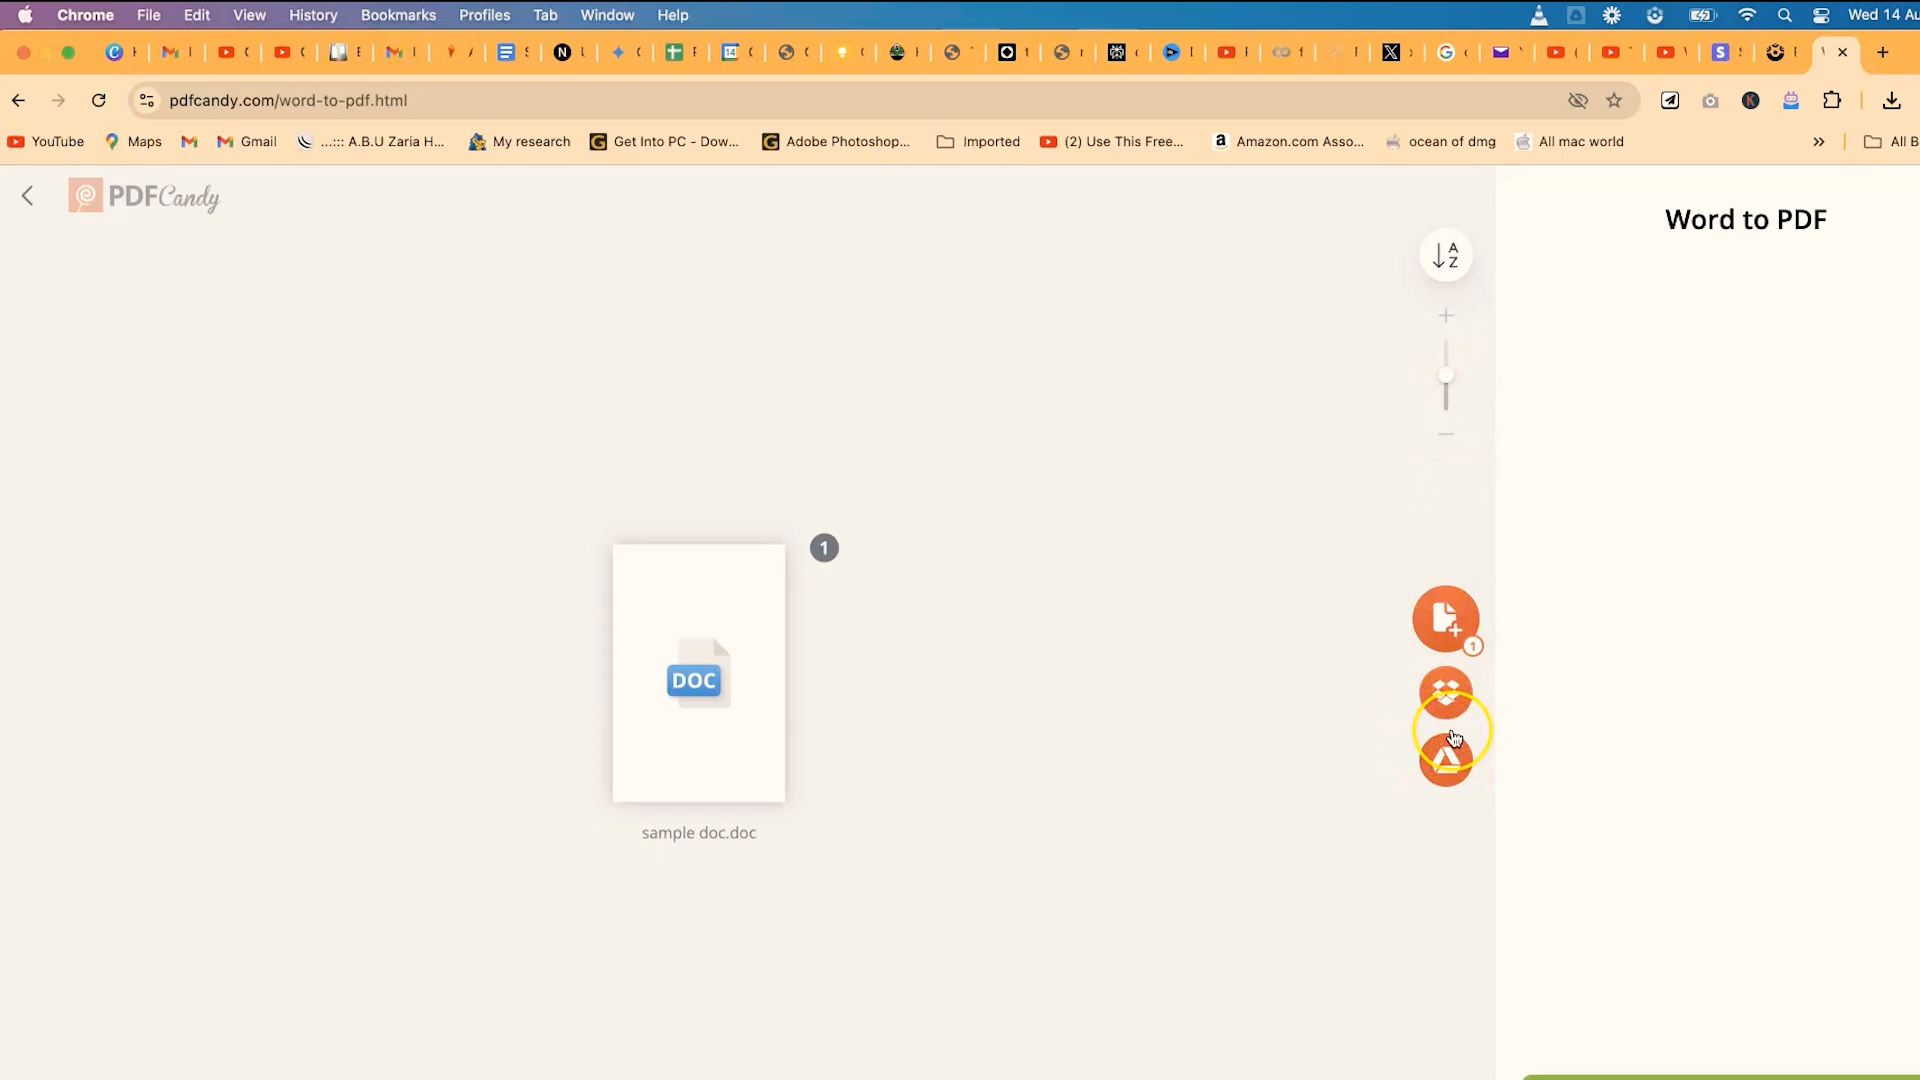 Chrome File Edit View History Bookmarks Profiles Tab Window Help Wed 14 Au
pdfcandy.com/word-to-pdf.html
YouTube Maps Gmail ...::: A.B.U Zaria H... My research Get Into PC - Dow... Adobe Photoshop... Imported (2) Use This Free... Amazon.com Asso... ocean of dmg All mac world » All B
PDFCandy
Word to PDF
A
Z
1
DOC
1
sample doc.doc